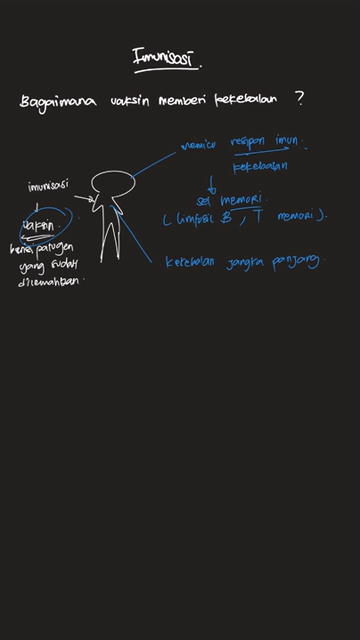 Imunisasi.
Bagaimana vaksin memberi kekebalan ?
memicu respon imun.
kekebalan
sel memori.
( limfosit B , T memori ).
imunisasi
vaksin.
patogen
yang sudah
dilemahkan.
kekebalan jangka panjang.